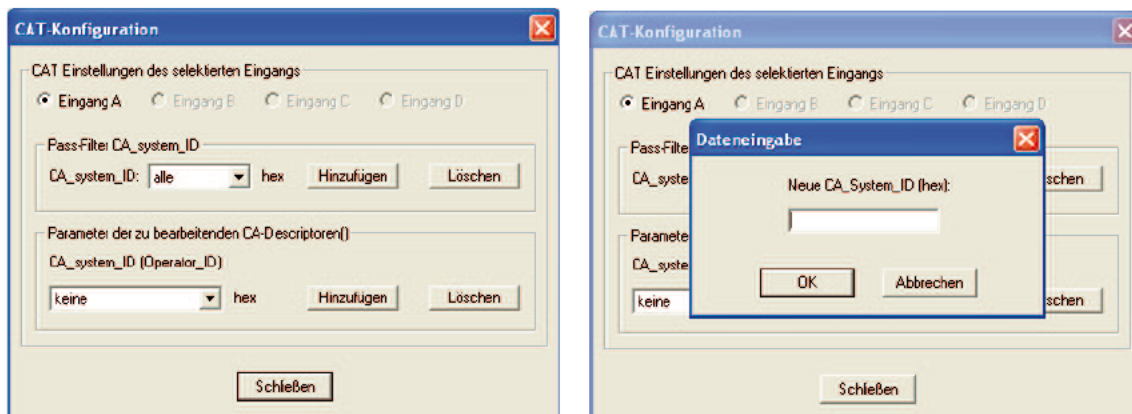 CAT-Konfiguration
CAT Einstellungen des selektierten Eingangs
Eingang A Eingang B Eingang C Eingang D
Pass-Filter CA_system_ID
CA_system_ID: alle hex Hinzufügen Löschen
Parameter der zu bearbeitenden CA-Descriptoren()
CA_system_ID (Operator_ID)
keine hex Hinzufügen Löschen
Schließen
CAT-Konfiguration
CAT Einstellungen des selektierten Eingangs
Eingang A Eingang B Eingang C Eingang D
Dateneingabe
Pass-Filte
Neue CA_System_ID (hex):
CA_syste schen
Paramete
CA_syste
OK Abbrechen
keine schen
Schließen